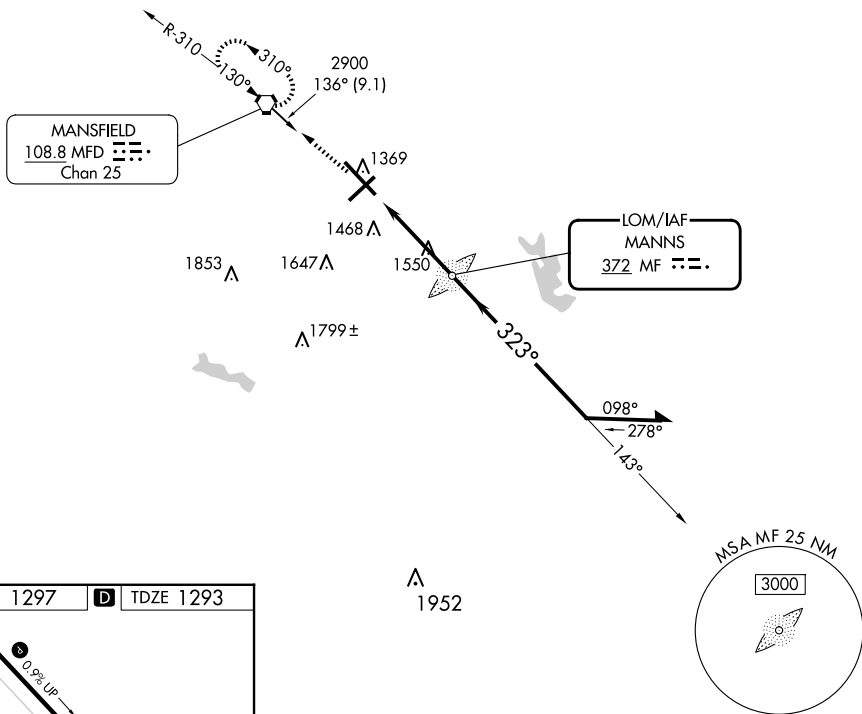 R-310
310°
130°
2900
136° (9.1)
MANSFIELD
108.8 MFD
Chan 25
1369
1468
1853
1647
1550
LOM/IAF
MANNS
372 MF
1799±
323°
098°
278°
143°
MSA MF 25 NM
3000
1952
1297 D TDZE 1293
0.9% UP